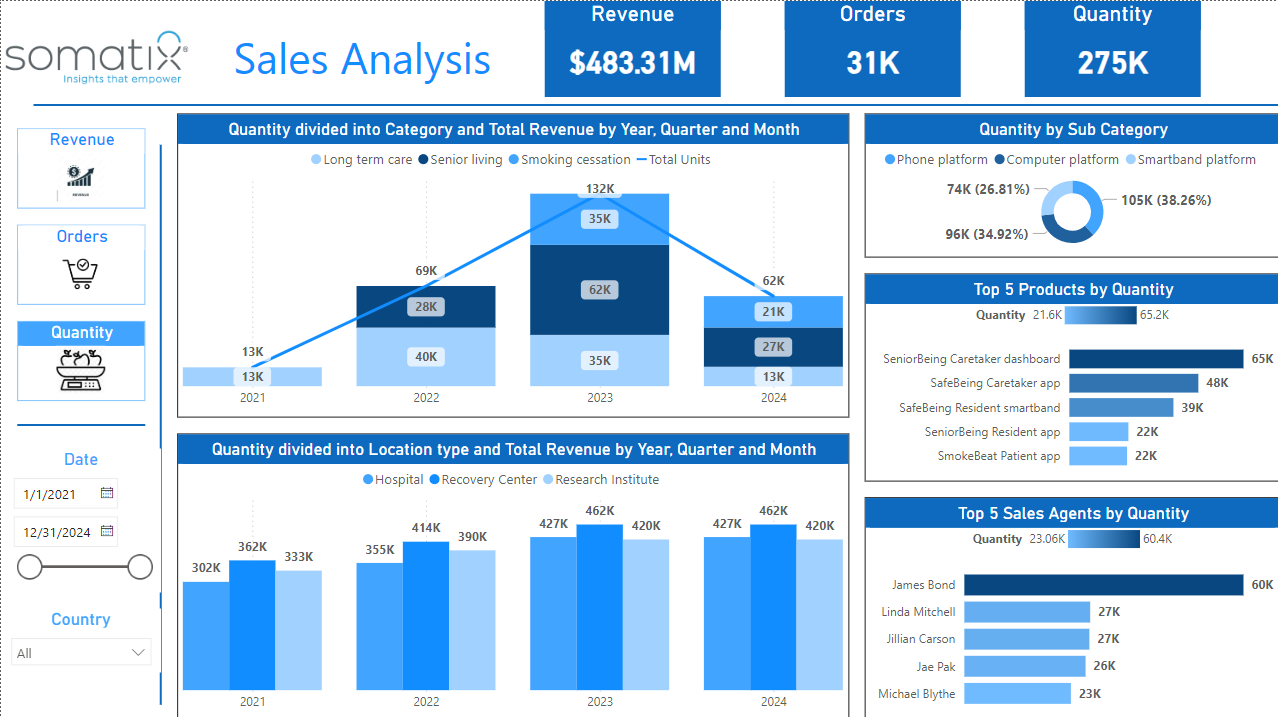 somatix®
Insights that empower
Sales Analysis
Revenue
$483.31M
Orders
31K
Quantity
275K
Revenue
REVENUE
Orders
Quantity
Date
1/1/2021
12/31/2024
Country
All
Quantity divided into Category and Total Revenue by Year, Quarter and Month
Long term care Senior living Smoking cessation Total Units
13K
13K
2021
69K
28K
40K
2022
132K
35K
62K
35K
2023
62K
21K
27K
13K
2024
Quantity divided into Location type and Total Revenue by Year, Quarter and Month
Hospital Recovery Center Research Institute
302K 362K 333K
2021
355K 414K 390K
2022
427K 462K 420K
2023
427K 462K 420K
2024
Quantity by Sub Category
Phone platform Computer platform Smartband platform
74K (26.81%)
105K (38.26%)
96K (34.92%)
Top 5 Products by Quantity
Quantity 21.6K 65.2K
SeniorBeing Caretaker dashboard 65K
SafeBeing Caretaker app 48K
SafeBeing Resident smartband 39K
SeniorBeing Resident app 22K
SmokeBeat Patient app 22K
Top 5 Sales Agents by Quantity
Quantity 23.06K 60.4K
James Bond 60K
Linda Mitchell 27K
Jillian Carson 27K
Jae Pak 26K
Michael Blythe 23K